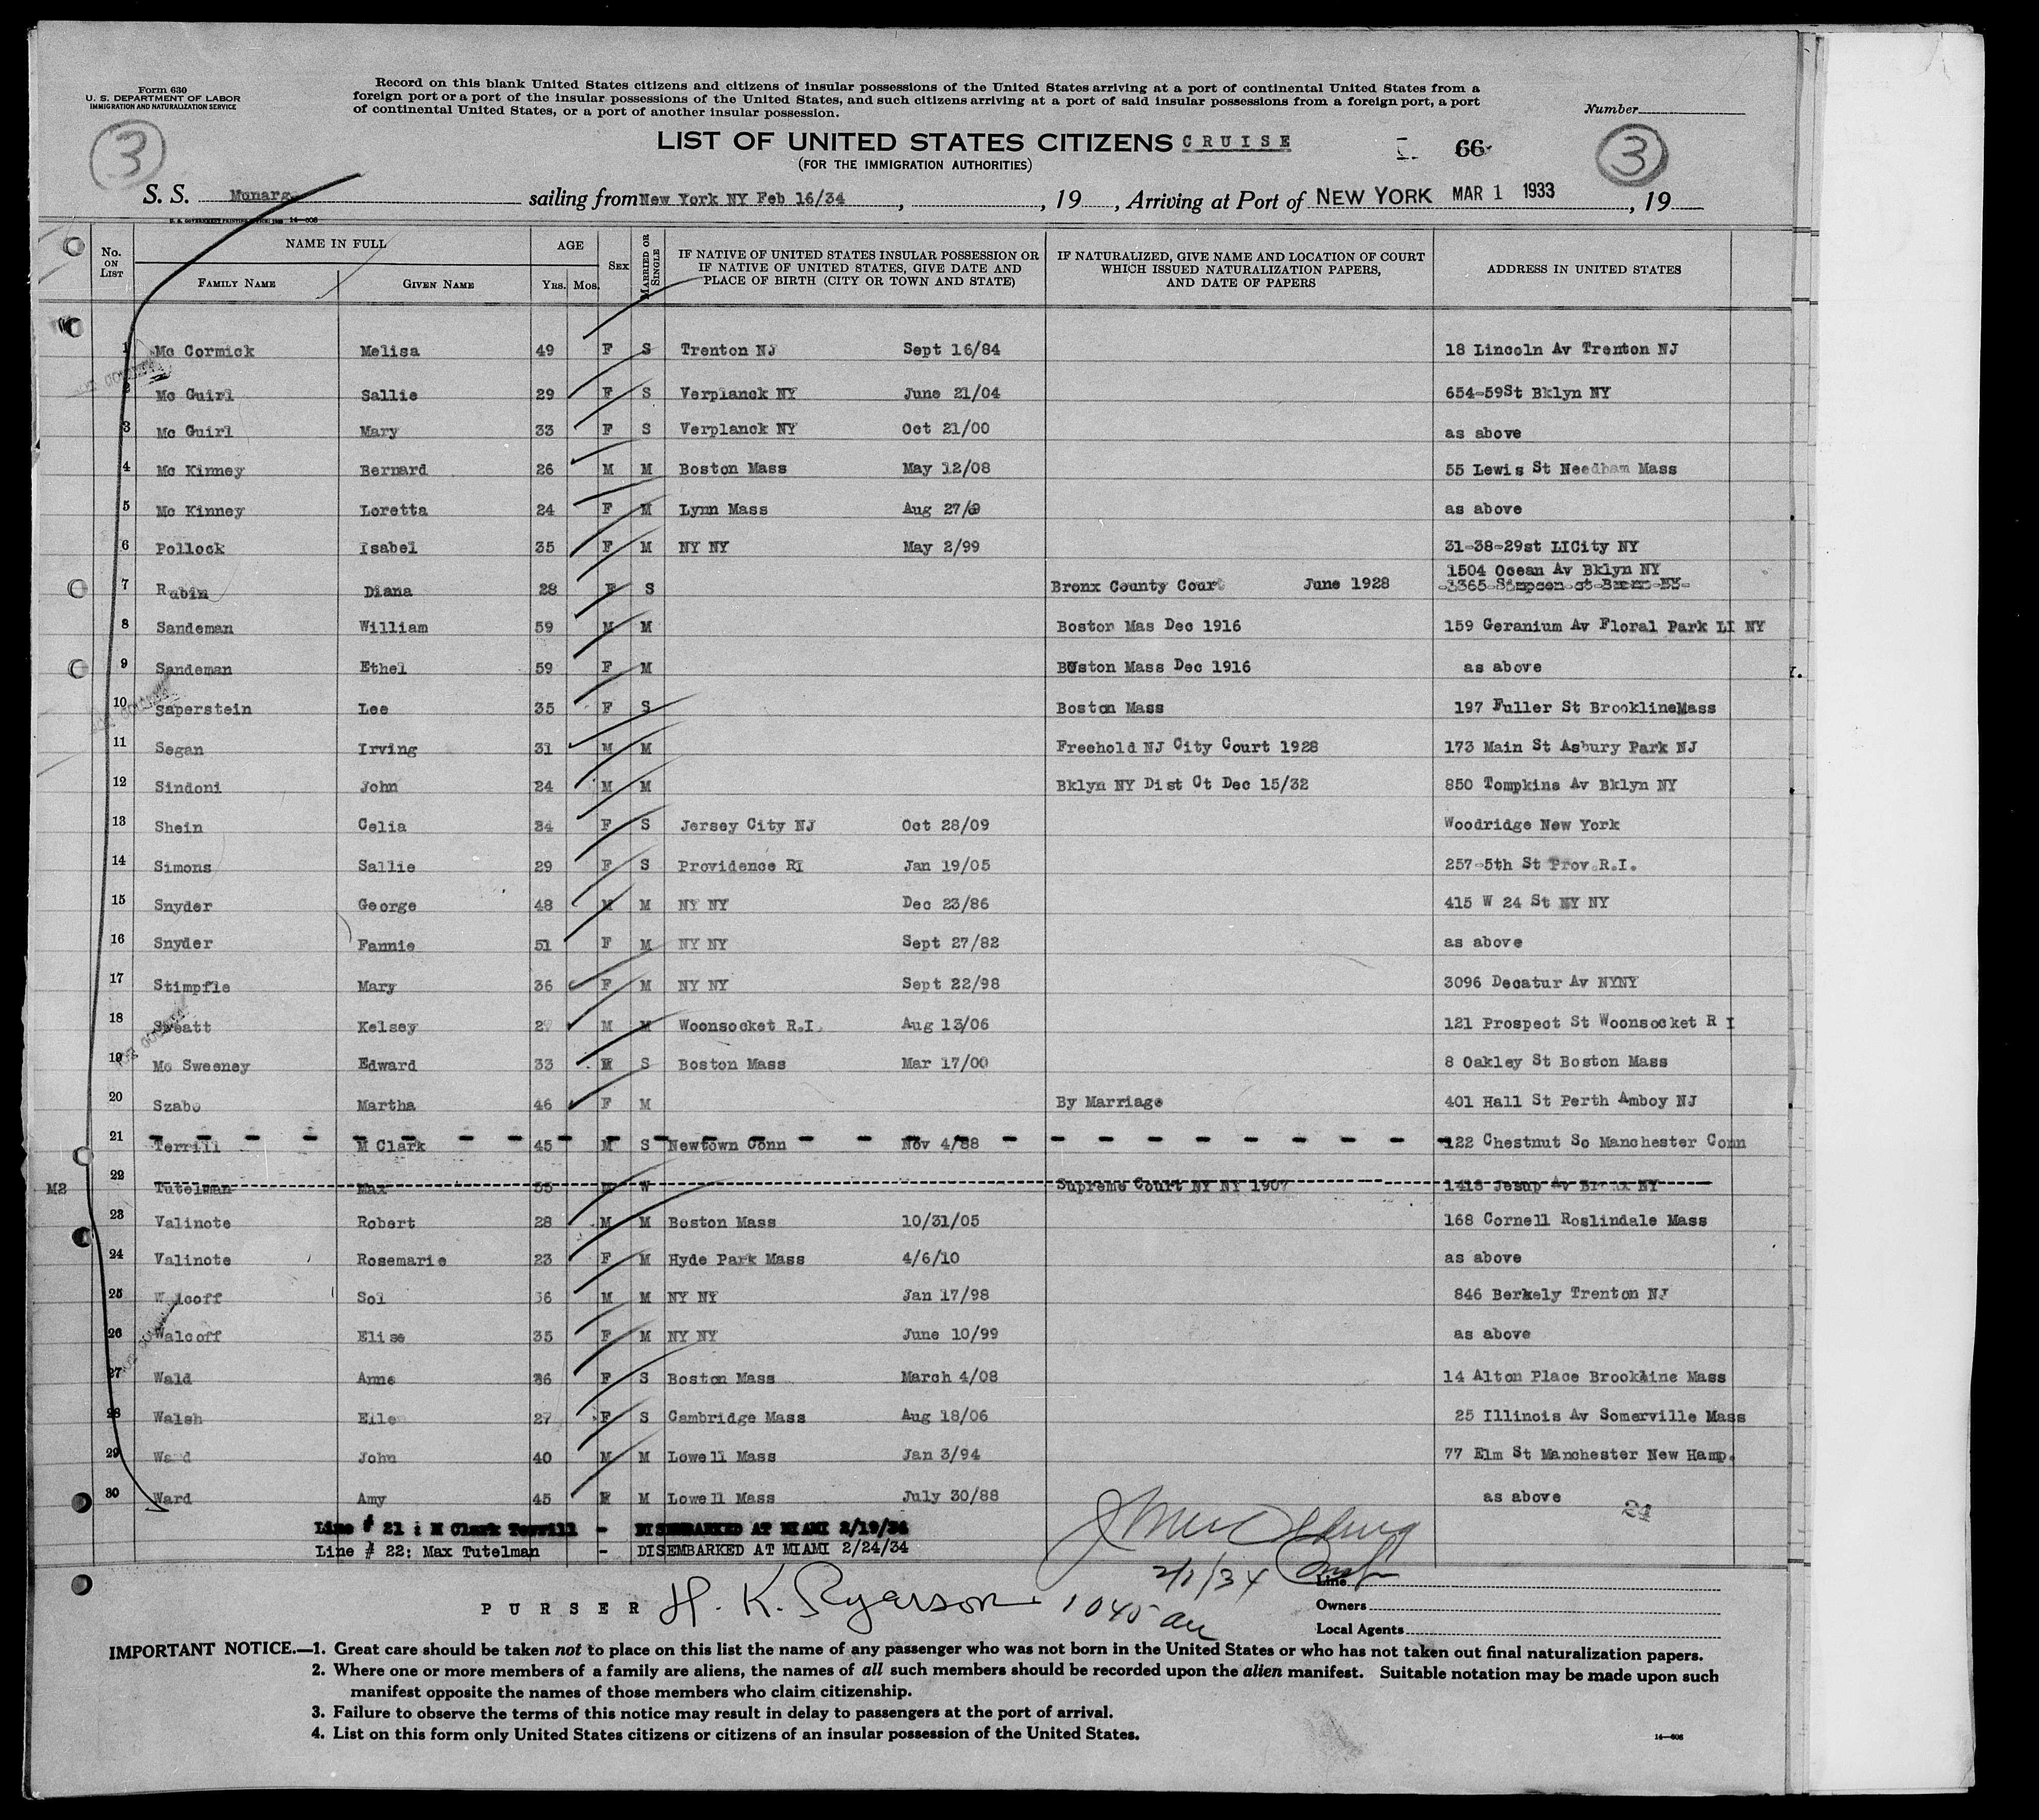 Form 630
U. S. DEPARTMENT OF LABOR
IMMIGRATION AND NATURALIZATION SERVICE
Record on this blank United States citizens and citizens of insular possessions of the United States arriving at a port of continental United States from a
foreign port or a port of the insular possessions of the United States, and such citizens arriving at a port of said insular possessions from a foreign port, a port
of continental United States, or a port of another insular possession.
Number
3
LIST OF UNITED STATES CITIZENS CRUISE 66 3
(FOR THE IMMIGRATION AUTHORITIES)
S. S. Munarg sailing from New York NY Feb 16/34 , , 19 , Arriving at Port of NEW YORK MAR 1 1933 , 19
No. ON LIST NAME IN FULL AGE SEX MARRIED OR SINGLE IF NATIVE OF UNITED STATES INSULAR POSSESSION OR IF NATIVE OF UNITED STATES, GIVE DATE AND PLACE OF BIRTH (CITY OR TOWN AND STATE) IF NATURALIZED, GIVE NAME AND LOCATION OF COURT WHICH ISSUED NATURALIZATION PAPERS, AND DATE OF PAPERS ADDRESS IN UNITED STATES
FAMILY NAME GIVEN NAME YRS. MOS.
1 Mc Cormick Melisa 49 F S Trenton NJ Sept 16/84 18 Lincoln Av Trenton NJ
2 Mc Guirl Sallie 29 F S Verplanck NY June 21/04 654-59St Bklyn NY
3 Mc Guirl Mary 33 F S Verplanck NY Oct 21/00 as above
4 Mc Kinney Bernard 26 M M Boston Mass May 12/08 55 Lewis St Needham Mass
5 Mc Kinney Loretta 24 F M Lynn Mass Aug 27/9 as above
6 Pollock Isabel 35 F M NY NY May 2/99 31-38-29st LICity NY
1504 Ocean Av Bklyn NY
7 Rubin Diana 28 F S Bronx County Court June 1928 1365 Simpson st Bronx NY
8 Sandeman William 59 M M Boston Mas Dec 1916 159 Geranium Av Floral Park LI NY
9 Sandeman Ethel 59 F M Boston Mass Dec 1916 as above
10 Saperstein Lee 35 F S Boston Mass 197 Fuller St BrooklineMass
11 Segan Irving 31 M M Freehold NJ City Court 1928 173 Main St Asbury Park NJ
12 Sindoni John 24 M M Bklyn NY Dist Ct Dec 15/32 850 Tompkins Av Bklyn NY
13 Shein Celia 34 F S Jersey City NJ Oct 28/09 Woodridge New York
14 Simons Sallie 29 F S Providence RI Jan 19/05 257-5th St Prov.R.I.
15 Snyder George 48 M M NY NY Dec 23/86 415 W 24 St NY NY
16 Snyder Fannie 51 F M NY NY Sept 27/82 as above
17 Stimpfle Mary 36 F M NY NY Sept 22/98 3096 Decatur Av NYNY
18 Sweatt Kelsey 27 M M Woonsocket R.I. Aug 13/06 121 Prospect St Woonsocket R I
19 Mc Sweeney Edward 33 M S Boston Mass Mar 17/00 8 Oakley St Boston Mass
20 Szabo Martha 46 F M By Marriage 401 Hall St Perth Amboy NJ
21 Terrill M Clark 45 M S Newtown Conn Nov 4/88 122 Chestnut So Manchester Conn
M2 22 Tutelman Max 55 M W Supreme Court NY NY 1907 1418 Jesup Av Bronx NY
23 Valinote Robert 28 M M Boston Mass 10/31/05 168 Cornell Roslindale Mass
24 Valinote Rosemarie 23 F M Hyde Park Mass 4/6/10 as above
25 Walcoff Sol 36 M M NY NY Jan 17/98 846 Berkely Trenton NJ
26 Walcoff Elise 35 F M NY NY June 10/99 as above
27 Wald Anne 36 F S Boston Mass March 4/08 14 Alton Place Brookline Mass
28 Walsh Ellen 27 F S Cambridge Mass Aug 18/06 25 Illinois Av Somerville Mass
29 Ward John 40 M M Lowell Mass Jan 3/94 77 Elm St Manchester New Hamp.
30 Ward Amy 45 F M Lowell Mass July 30/88 as above
24
Line # 21 : M Clark Terrill - DISEMBARKED AT MIAMI 2/19/34
Line # 22: Max Tutelman - DISEMBARKED AT MIAMI 2/24/34
2/1/34
PURSER H. K. Ryerson 1045 am
Line
Owners
Local Agents
IMPORTANT NOTICE.—1. Great care should be taken not to place on this list the name of any passenger who was not born in the United States or who has not taken out final naturalization papers.
2. Where one or more members of a family are aliens, the names of all such members should be recorded upon the alien manifest. Suitable notation may be made upon such
manifest opposite the names of those members who claim citizenship.
3. Failure to observe the terms of this notice may result in delay to passengers at the port of arrival.
4. List on this form only United States citizens or citizens of an insular possession of the United States.
14—606